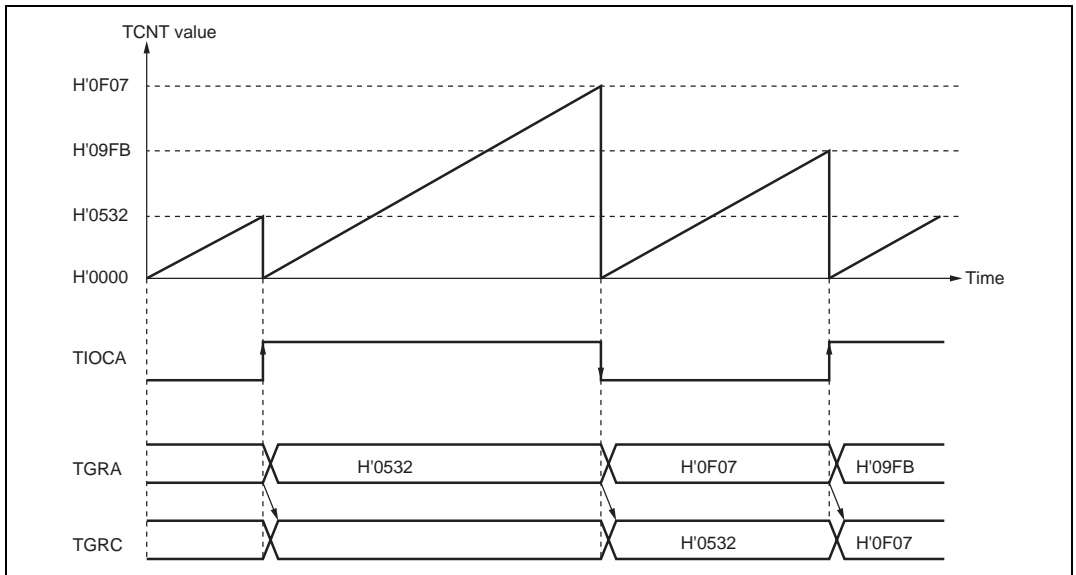 TCNT value
H'0F07
H'09FB
H'0532
H'0000
Time
TIOCA
TGRA
H'0532
H'0F07
H'09FB
TGRC
H'0532
H'0F07